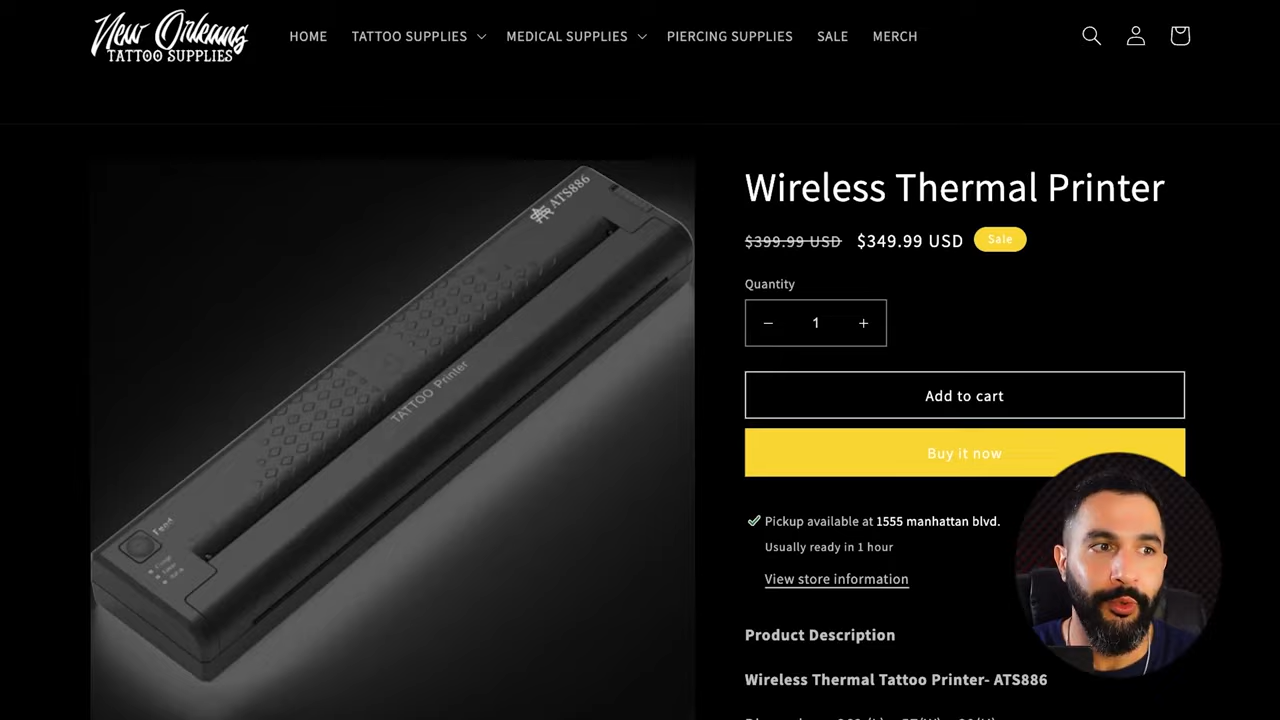 New Orleans
TATTOO SUPPLIES
HOME
TATTOO SUPPLIES
MEDICAL SUPPLIES
PIERCING SUPPLIES
SALE
MERCH
ATS886
TATTOO Printer
Feed
Wireless Thermal Printer
$399.99 USD $349.99 USD Sale
Quantity
− 1 +
Add to cart
Buy it now
Pickup available at 1555 manhattan blvd.
Usually ready in 1 hour
View store information
Product Description
Wireless Thermal Tattoo Printer- ATS886